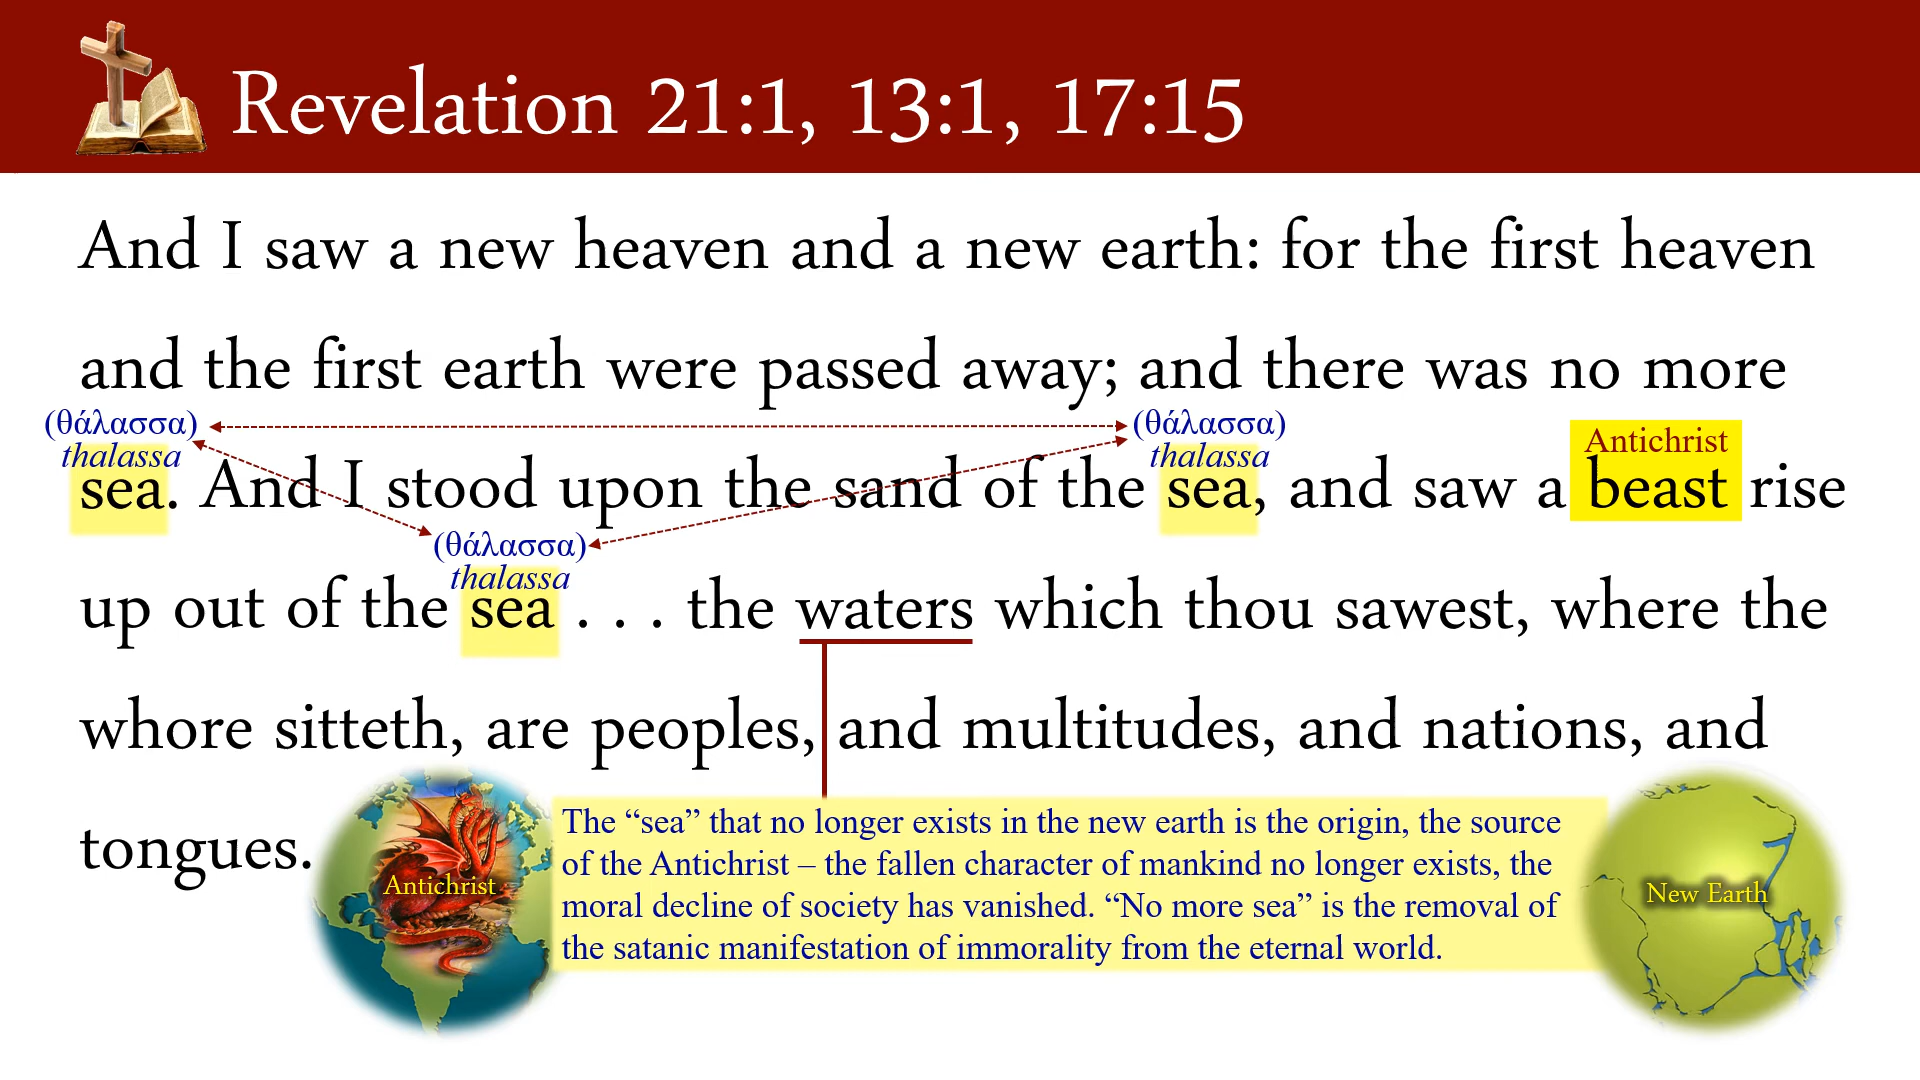 Revelation 21:1, 13:1, 17:15
And I saw a new heaven and a new earth: for the first heaven
and the first earth were passed away; and there was no more
(θάλασσα) (θάλασσα)
thalassa thalassa Antichrist
sea. And I stood upon the sand of the sea, and saw a beast rise
(θάλασσα)
thalassa
up out of the sea . . . the waters which thou sawest, where the
whore sitteth, are peoples, and multitudes, and nations, and
tongues.
Antichrist
The “sea” that no longer exists in the new earth is the origin, the source
of the Antichrist – the fallen character of mankind no longer exists, the
moral decline of society has vanished. “No more sea” is the removal of
the satanic manifestation of immorality from the eternal world.
New Earth